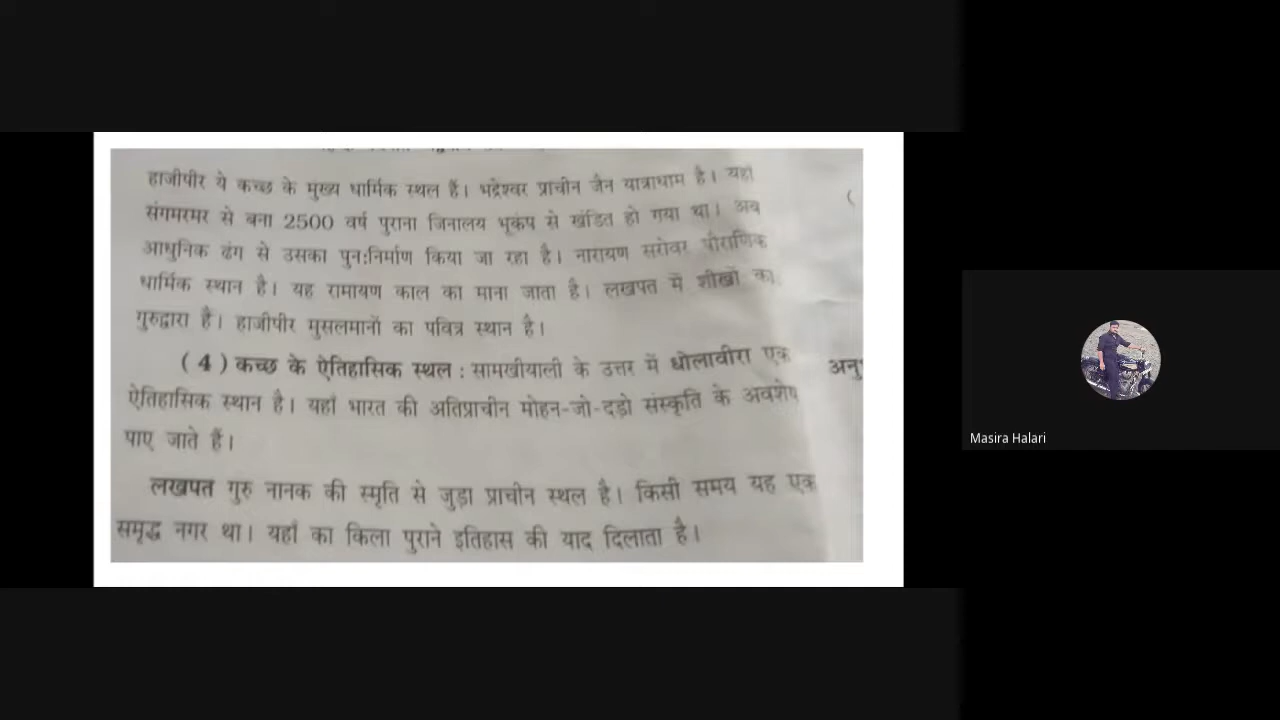 हाजीपीर ये कच्छ के मुख्य धार्मिक स्थल हैं। भद्रेश्वर प्राचीन जैन यात्राधाम है। यहाँ
संगमरमर से बना 2500 वर्ष पुराना जिनालय भूकंप से खंडित हो गया था। अब
आधुनिक ढंग से उसका पुन:निर्माण किया जा रहा है। नारायण सरोवर पौराणिक
धार्मिक स्थान है। यह रामायण काल का माना जाता है। लखपत में शीखों का
गुरुद्वारा है। हाजीपीर मुसलमानों का पवित्र स्थान है।
( 4 ) कच्छ के ऐतिहासिक स्थल : सामखीयाली के उत्तर में धोलावीरा एक
ऐतिहासिक स्थान है। यहाँ भारत की अतिप्राचीन मोहन-जो-दड़ो संस्कृति के अवशेष
पाए जाते हैं।
लखपत गुरु नानक की स्मृति से जुड़ा प्राचीन स्थल है। किसी समय यह एक
समृद्ध नगर था। यहाँ का किला पुराने इतिहास की याद दिलाता है।
Masira Halari